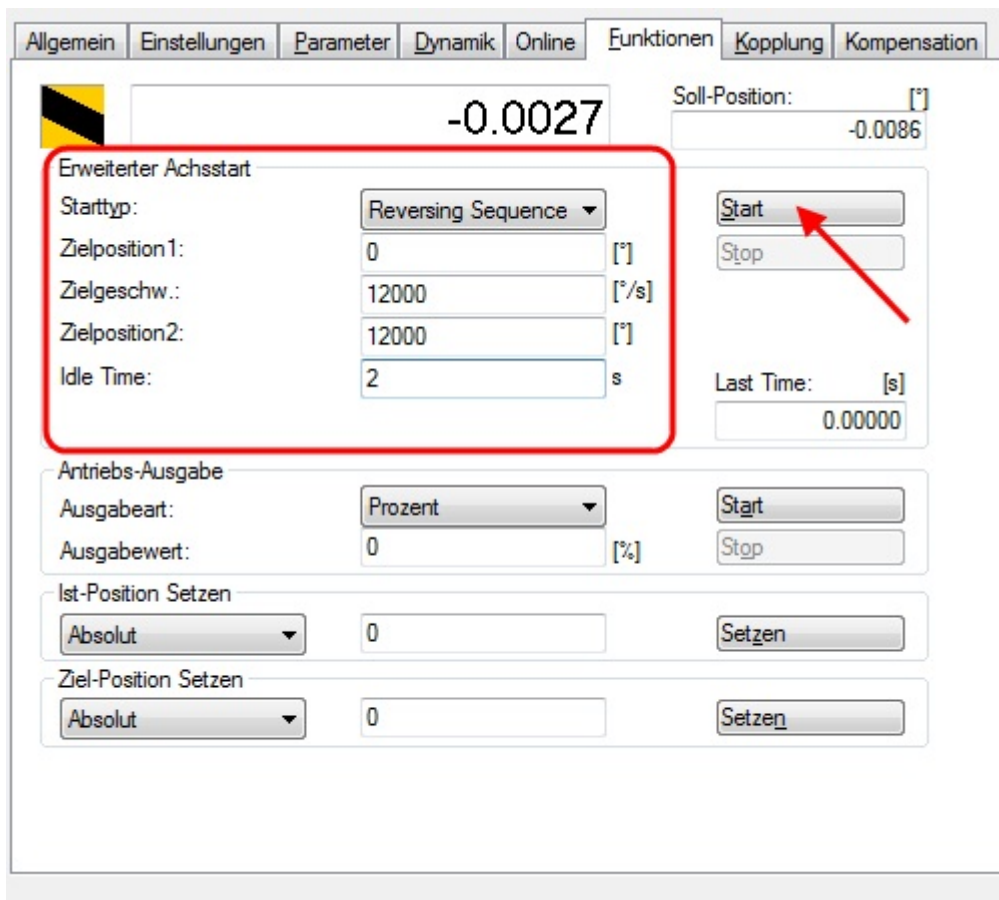 Allgemein Einstellungen Parameter Dynamik Online Funktionen Kopplung Kompensation
-0.0027
Soll-Position: [°]
-0.0086
Erweiterter Achsstart
Starttyp: Reversing Sequence Start
Zielposition1: 0 [°] Stop
Zielgeschw.: 12000 [°/s]
Zielposition2: 12000 [°]
Idle Time: 2 s Last Time: [s]
0.00000
Antriebs-Ausgabe
Ausgabeart: Prozent Start
Ausgabewert: 0 [%] Stop
Ist-Position Setzen
Absolut 0 Setzen
Ziel-Position Setzen
Absolut 0 Setzen